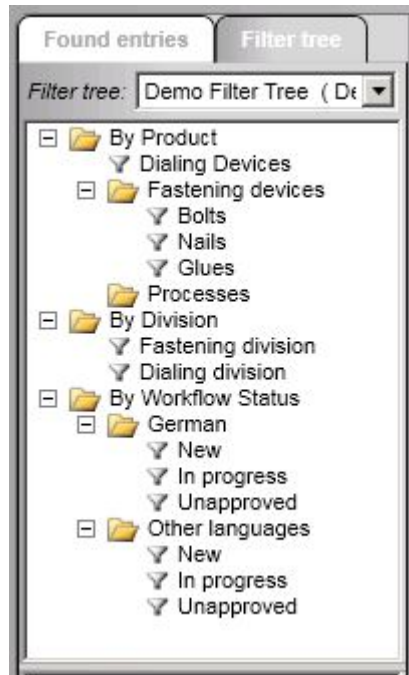 Found entries Filter tree
Filter tree: Demo Filter Tree ( De
By Product
Dialing Devices
Fastening devices
Bolts
Nails
Glues
Processes
By Division
Fastening division
Dialing division
By Workflow Status
German
New
In progress
Unapproved
Other languages
New
In progress
Unapproved